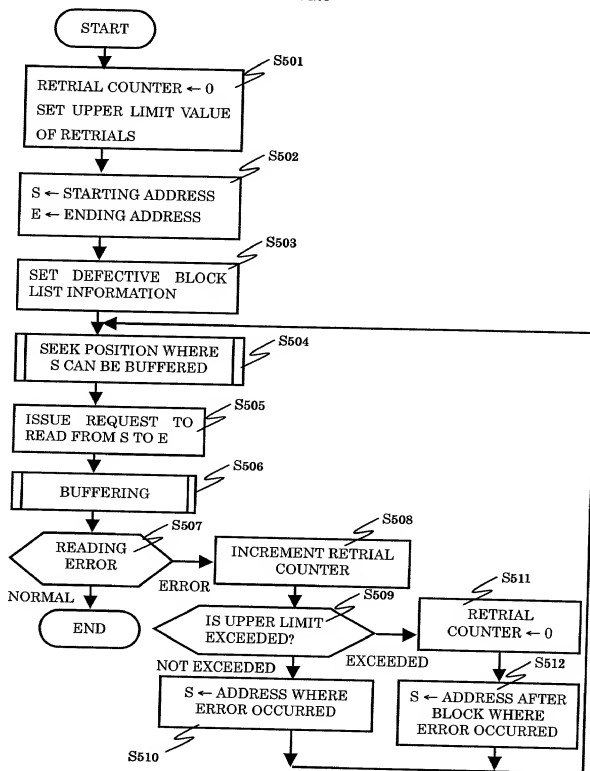 START
S501
RETRIAL COUNTER ← 0
SET UPPER LIMIT VALUE
OF RETRIALS
S502
S ← STARTING ADDRESS
E ← ENDING ADDRESS
S503
SET DEFECTIVE BLOCK
LIST INFORMATION
S504
SEEK POSITION WHERE
S CAN BE BUFFERED
S505
ISSUE REQUEST TO
READ FROM S TO E
S506
BUFFERING
S507
READING
ERROR
NORMAL
ERROR
END
S508
INCREMENT RETRIAL
COUNTER
S509
IS UPPER LIMIT
EXCEEDED?
NOT EXCEEDED
EXCEEDED
S511
RETRIAL
COUNTER ← 0
S510
S ← ADDRESS WHERE
ERROR OCCURRED
S512
S ← ADDRESS AFTER
BLOCK WHERE
ERROR OCCURRED